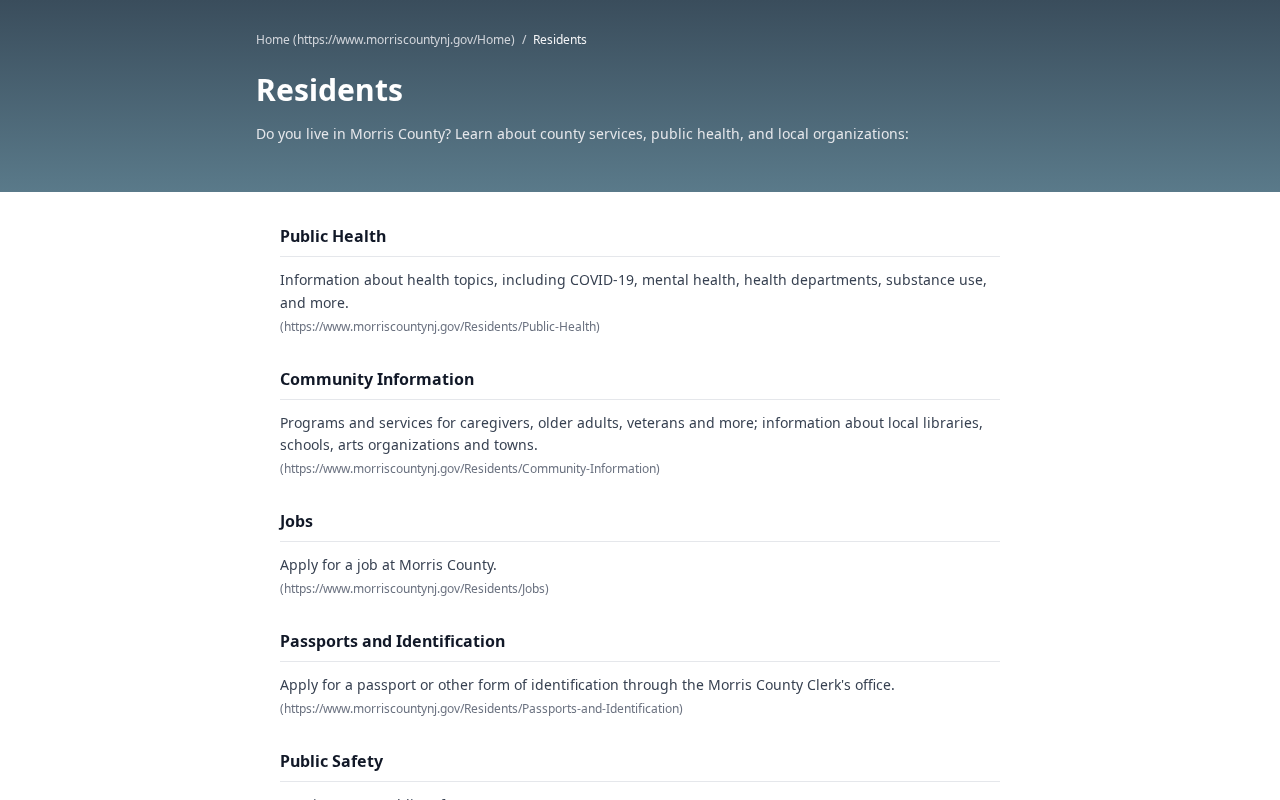 Home (https://www.morriscountynj.gov/Home) / Residents
Residents
Do you live in Morris County? Learn about county services, public health, and local organizations:
Public Health
Information about health topics, including COVID-19, mental health, health departments, substance use,
and more.
(https://www.morriscountynj.gov/Residents/Public-Health)
Community Information
Programs and services for caregivers, older adults, veterans and more; information about local libraries,
schools, arts organizations and towns.
(https://www.morriscountynj.gov/Residents/Community-Information)
Jobs
Apply for a job at Morris County.
(https://www.morriscountynj.gov/Residents/Jobs)
Passports and Identification
Apply for a passport or other form of identification through the Morris County Clerk's office.
(https://www.morriscountynj.gov/Residents/Passports-and-Identification)
Public Safety